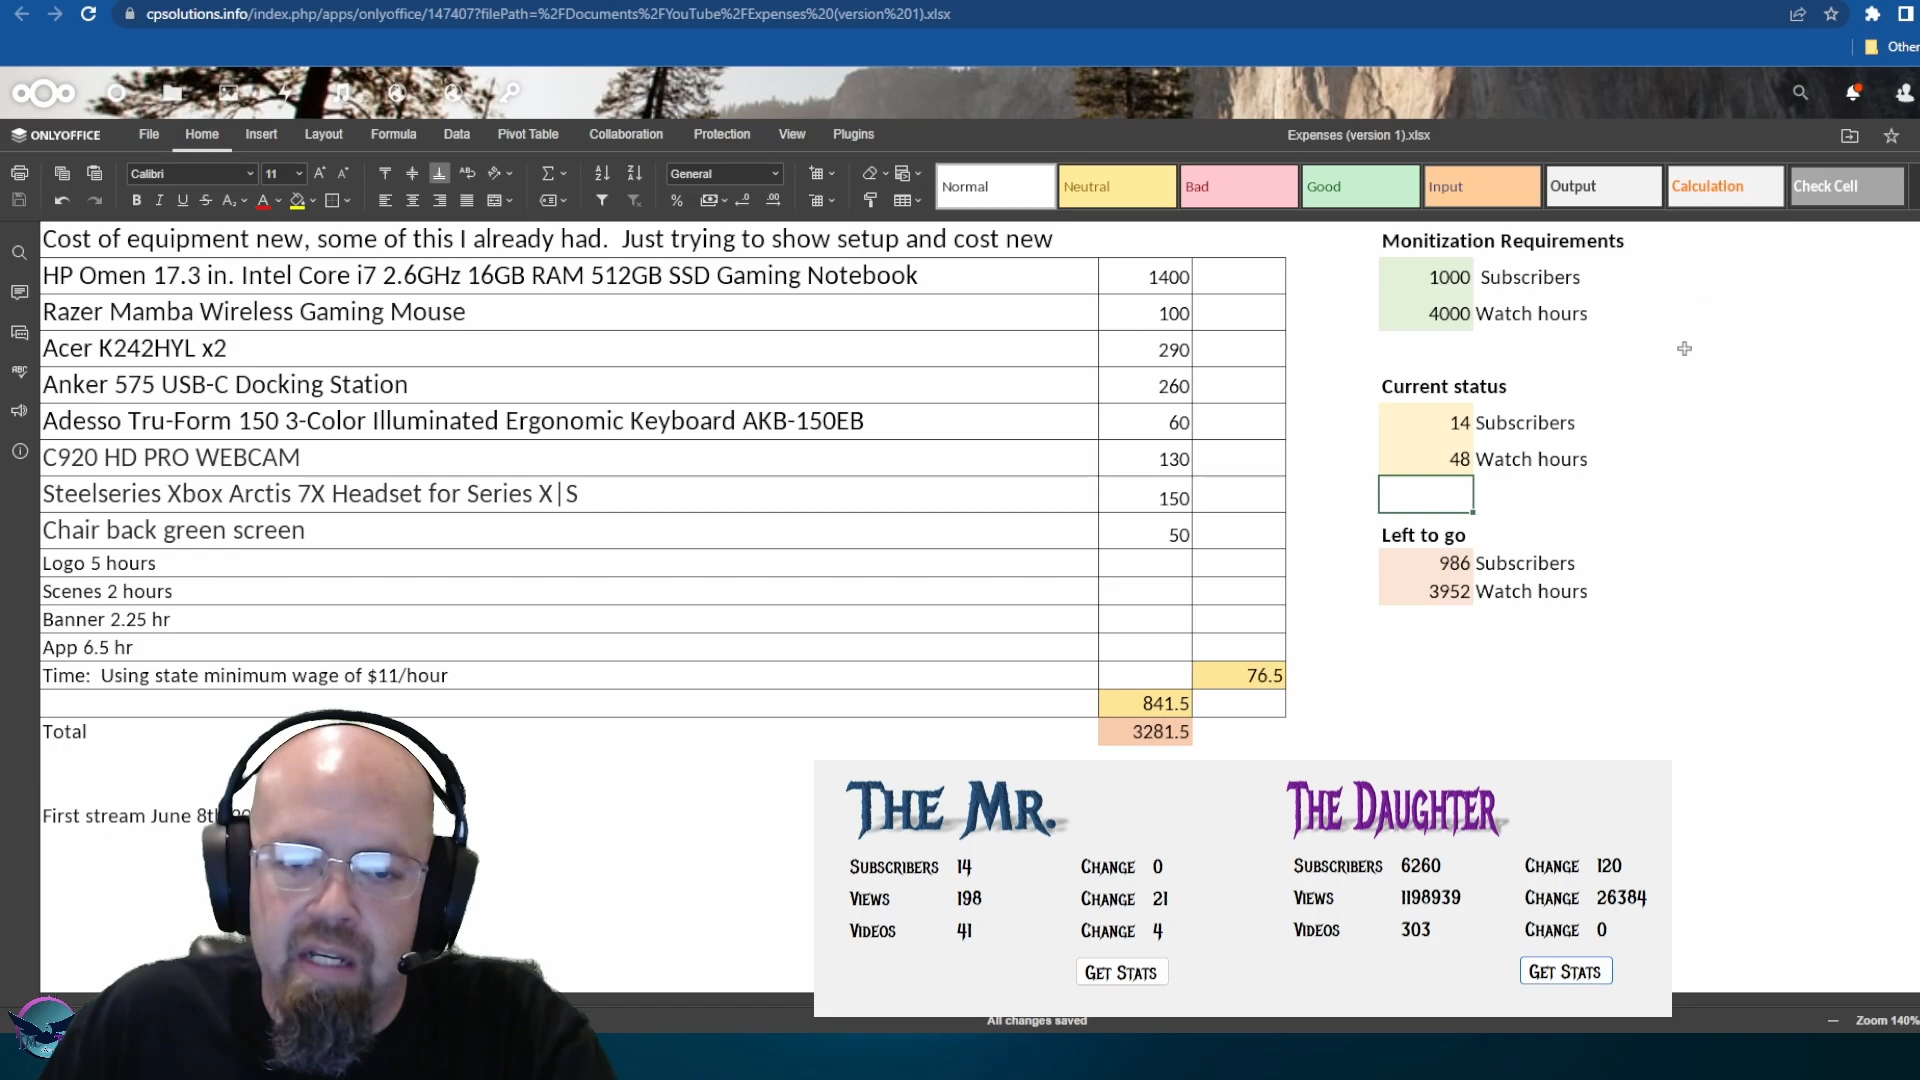 cpsolutions.info/index.php/apps/onlyoffice/147407?filePath=%2FDocuments%2FYouTube%2FExpenses%20(version%201).xlsx
Other
ONLYOFFICE File Home Insert Layout Formula Data Pivot Table Collaboration Protection View Plugins Expenses (version 1).xlsx
Calibri 11 General Normal Neutral Bad Good Input Output Calculation Check Cell
Cost of equipment new, some of this I already had.  Just trying to show setup and cost new
HP Omen 17.3 in. Intel Core i7 2.6GHz 16GB RAM 512GB SSD Gaming Notebook 1400
Razer Mamba Wireless Gaming Mouse 100
Acer K242HYL x2 290
Anker 575 USB-C Docking Station 260
Adesso Tru-Form 150 3-Color Illuminated Ergonomic Keyboard AKB-150EB 60
C920 HD PRO WEBCAM 130
Steelseries Xbox Arctis 7X Headset for Series X|S 150
Chair back green screen 50
Logo 5 hours
Scenes 2 hours
Banner 2.25 hr
App 6.5 hr
Time:  Using state minimum wage of $11/hour 76.5
841.5
Total 3281.5
First stream June 8th
Monitization Requirements
1000 Subscribers
4000 Watch hours
Current status
14 Subscribers
48 Watch hours
Left to go
986 Subscribers
3952 Watch hours
The Mr.
Subscribers 14 Change 0
Views 198 Change 21
Videos 41 Change 4
Get Stats
The Daughter
Subscribers 6260 Change 120
Views 1198939 Change 26384
Videos 303 Change 0
Get Stats
All changes saved
Zoom 140%